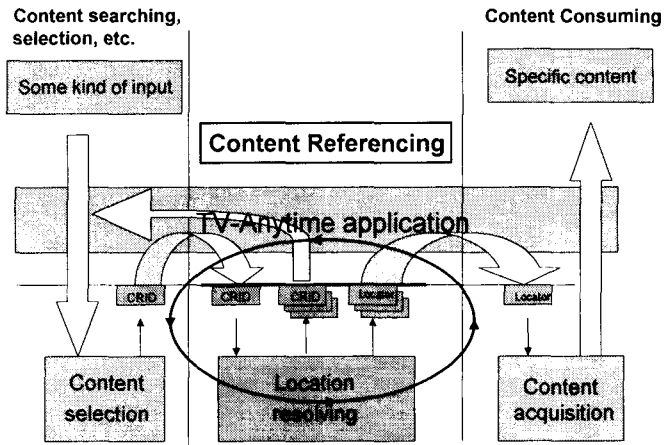 Content searching,
selection, etc.
Content Consuming
Some kind of input
Specific content
Content Referencing
TV-Anytime application
CRID
CRID
CRID
Locator
Locator
Content
selection
Location
resolving
Content
acquisition